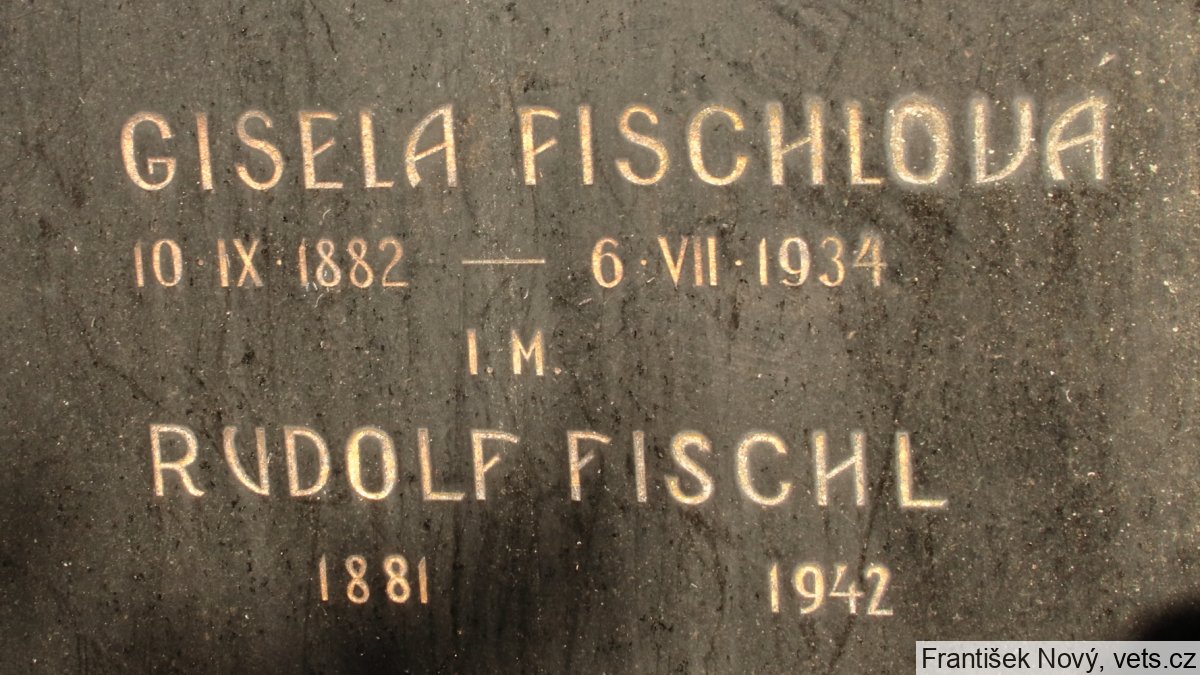 GISELA FISCHLOVÁ
10·IX·1882 — 6·VII·1934
I.M.
RUDOLF FISCHL
1881 1942
František Nový, vets.cz